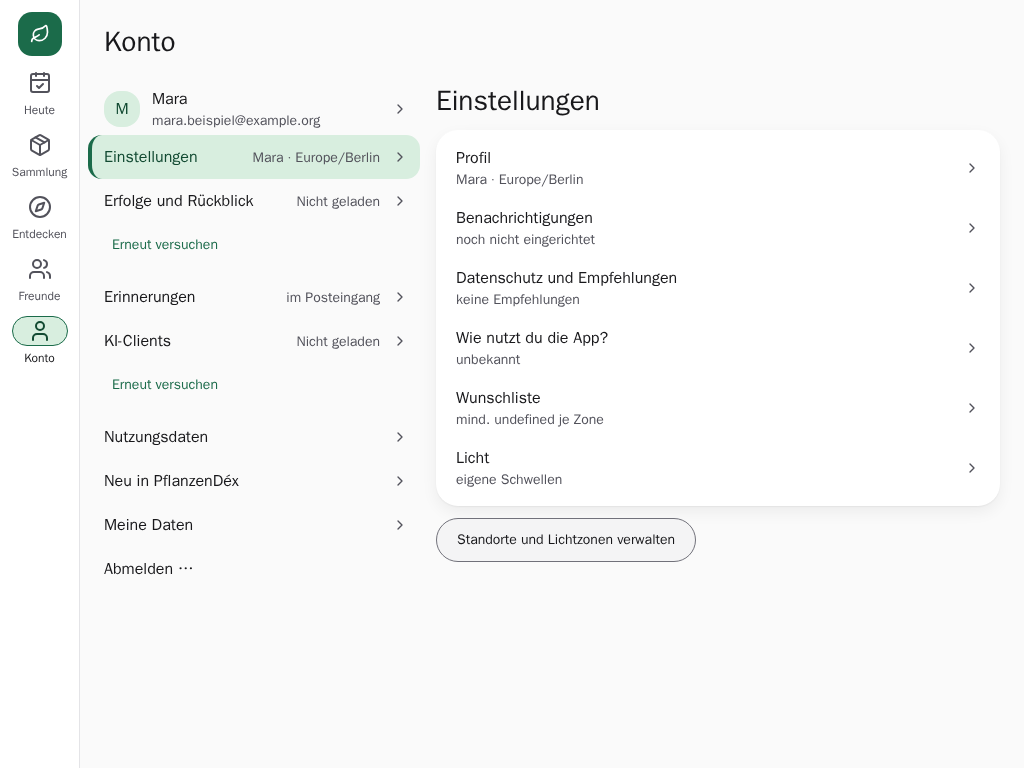 Heute
Sammlung
Entdecken
Freunde
Konto
Konto
M
Mara
mara.beispiel@example.org
Einstellungen
Mara · Europe/Berlin
Erfolge und Rückblick
Nicht geladen
Erneut versuchen
Erinnerungen
im Posteingang
KI-Clients
Nicht geladen
Erneut versuchen
Nutzungsdaten
Neu in PflanzenDéx
Meine Daten
Abmelden ···
Einstellungen
Profil
Mara · Europe/Berlin
Benachrichtigungen
noch nicht eingerichtet
Datenschutz und Empfehlungen
keine Empfehlungen
Wie nutzt du die App?
unbekannt
Wunschliste
mind. undefined je Zone
Licht
eigene Schwellen
Standorte und Lichtzonen verwalten